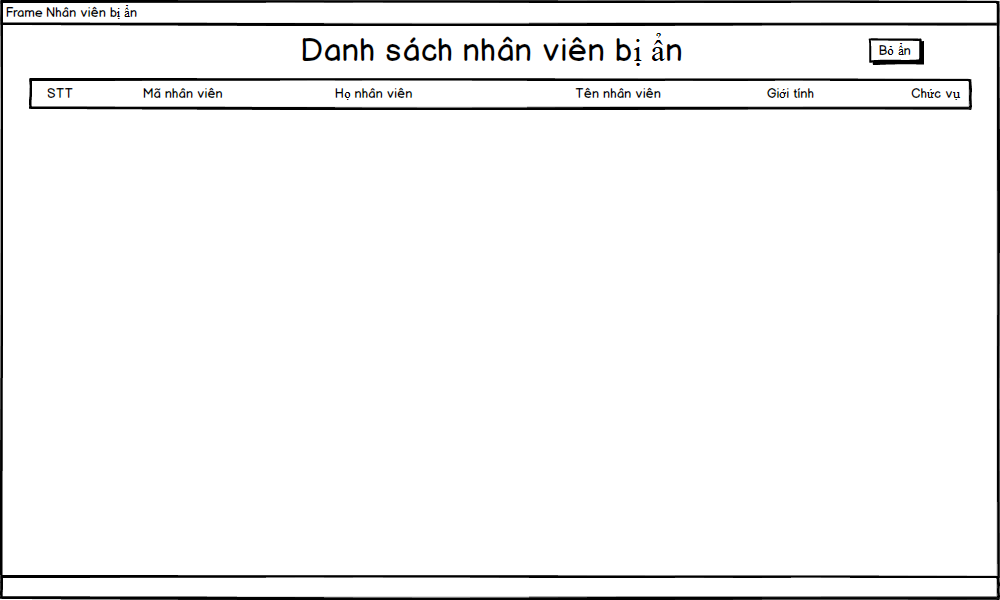 Frame Nhân viên bị ẩn
Danh sách nhân viên bị ẩn
Bỏ ẩn
STT Mã nhân viên Họ nhân viên Tên nhân viên Giới tính Chức vụ